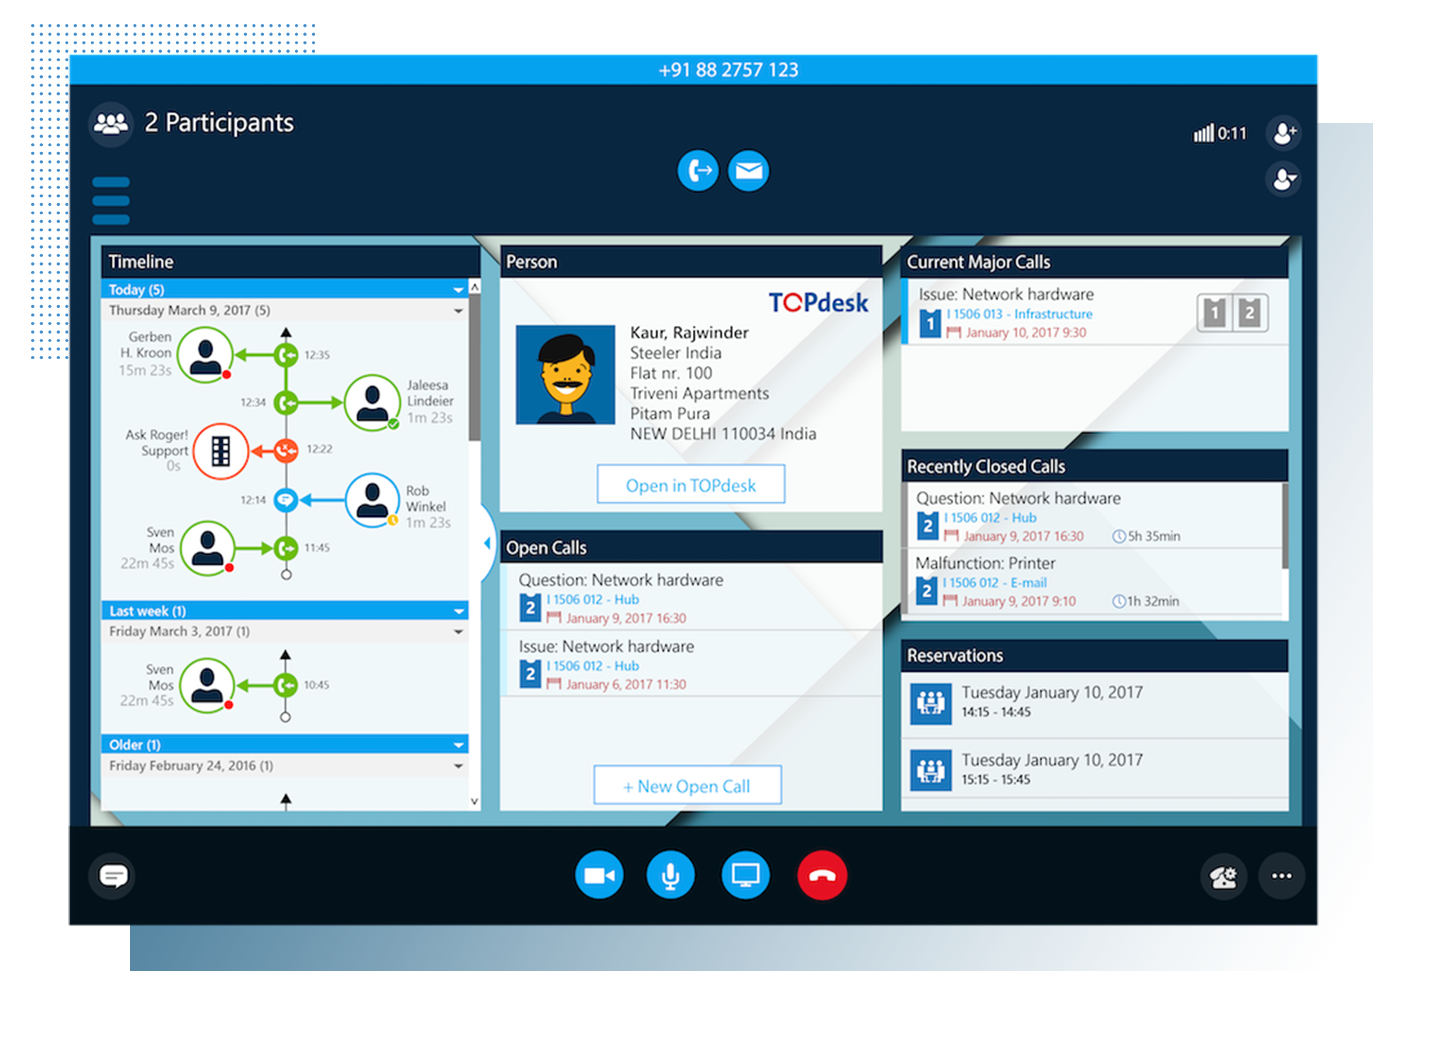 +91 88 2757 123
2 Participants
0:11
Timeline
Today (5)
Thursday March 9, 2017 (5)
Gerben
H. Kroon
15m 23s
12:35
12:34
Jaleesa
Lindeier
1m 23s
Ask Roger!
Support
0s
12:22
12:14
Rob
Winkel
1m 23s
Sven
Mos
22m 45s
11:45
Last week (1)
Friday March 3, 2017 (1)
Sven
Mos
22m 45s
10:45
Older (1)
Friday February 24, 2016 (1)
Person
TOPdesk
Kaur, Rajwinder
Steeler India
Flat nr. 100
Triveni Apartments
Pitam Pura
NEW DELHI 110034 India
Open in TOPdesk
Open Calls
Question: Network hardware
2
I 1506 012 - Hub
January 9, 2017 16:30
Issue: Network hardware
2
I 1506 012 - Hub
January 6, 2017 11:30
+ New Open Call
Current Major Calls
Issue: Network hardware
1
I 1506 013 - Infrastructure
January 10, 2017 9:30
1 2
Recently Closed Calls
Question: Network hardware
2
I 1506 012 - Hub
January 9, 2017 16:30 5h 35min
Malfunction: Printer
2
I 1506 012 - E-mail
January 9, 2017 9:10 1h 32min
Reservations
Tuesday January 10, 2017
14:15 - 14:45
Tuesday January 10, 2017
15:15 - 15:45